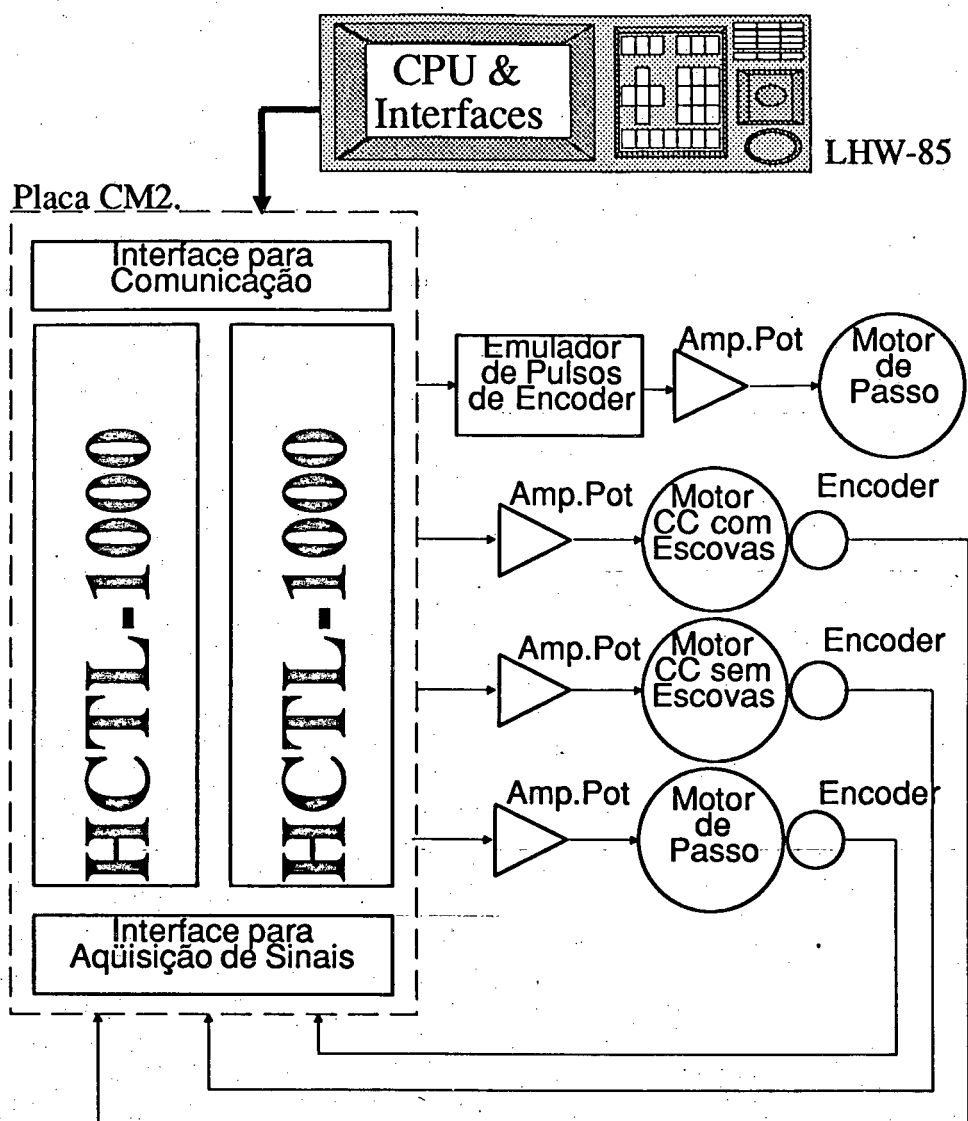 CPU &
Interfaces
LHW-85
Placa CM2.
Interface para
Comunicação
HCTL-1000
HCTL-1000
Emulador
de Pulsos
de Encoder
Amp.Pot
Motor
de
Passo
Amp.Pot
Motor
CC com
Escovas
Encoder
Amp.Pot
Motor
CC sem
Escovas
Encoder
Amp.Pot
Motor
de
Passo
Encoder
Interface para
Aqüisição de Sinais